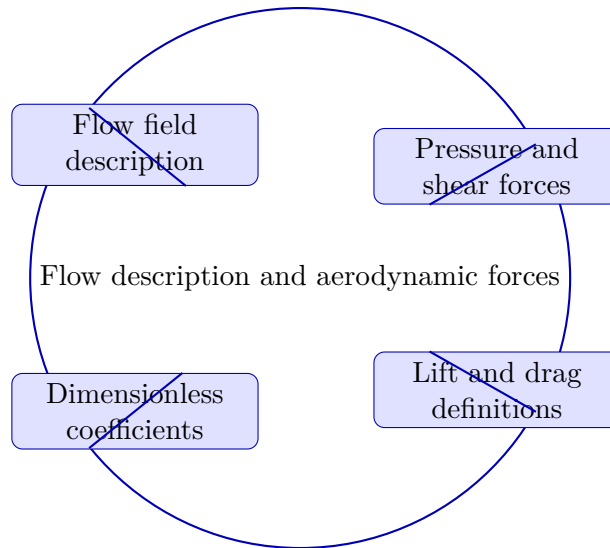 Flow field
description
Pressure and
shear forces
Flow description and aerodynamic forces
Dimensionless
coefficients
Lift and drag
definitions